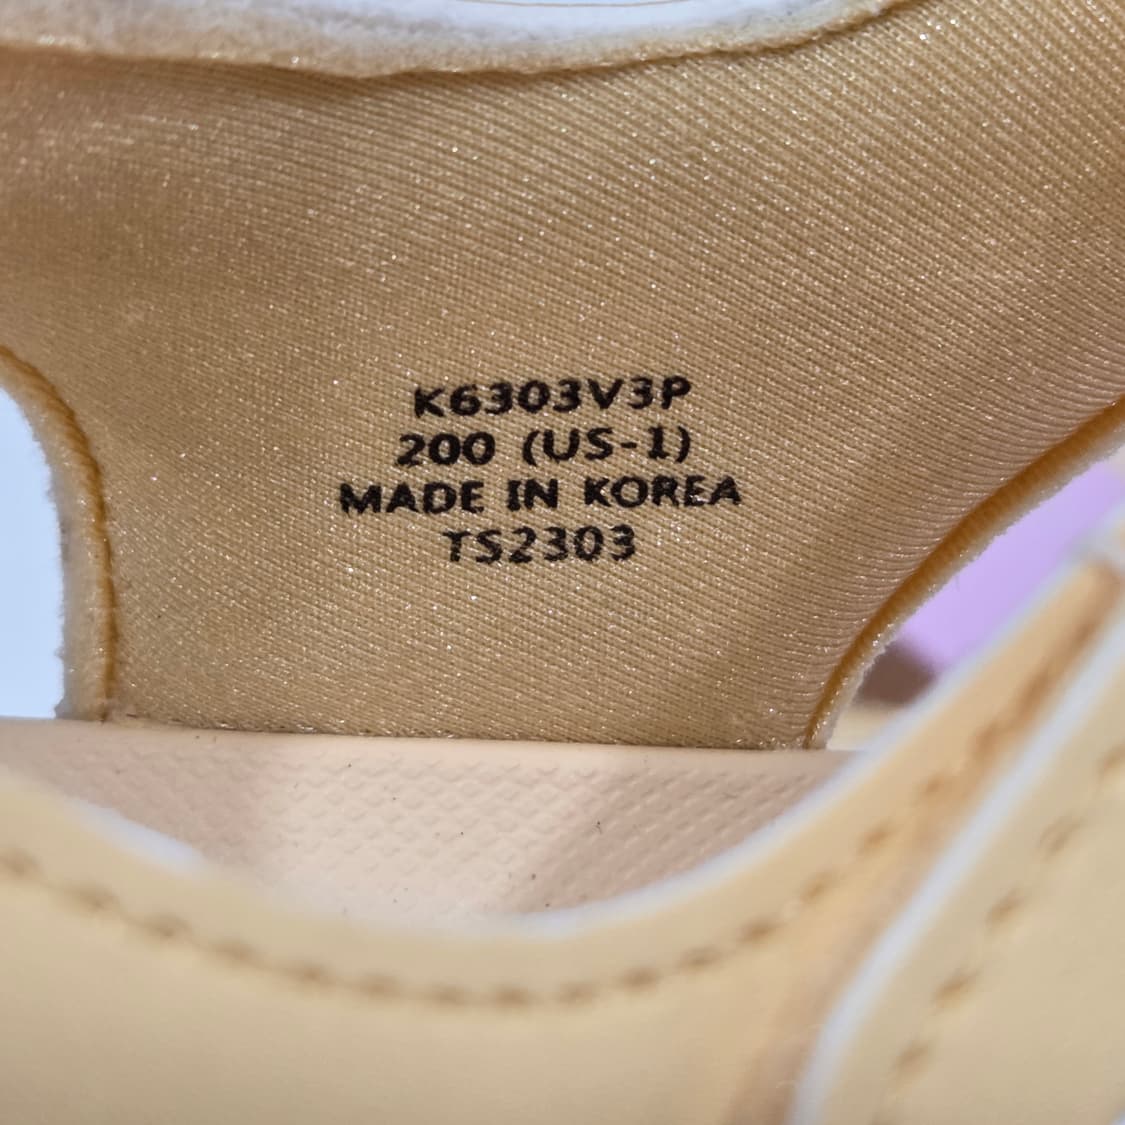 K6303V3P
200 (US-1)
MADE IN KOREA
TS2303